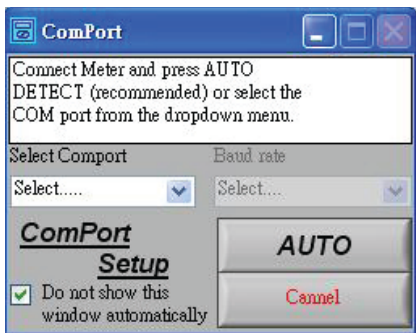 ComPort
Connect Meter and press AUTO
DETECT (recommended) or select the
COM port from the dropdown menu.
Select Comport
Baud rate
Select.....
Select....
ComPort
Setup
AUTO
Do not show this
window automatically
Cannel